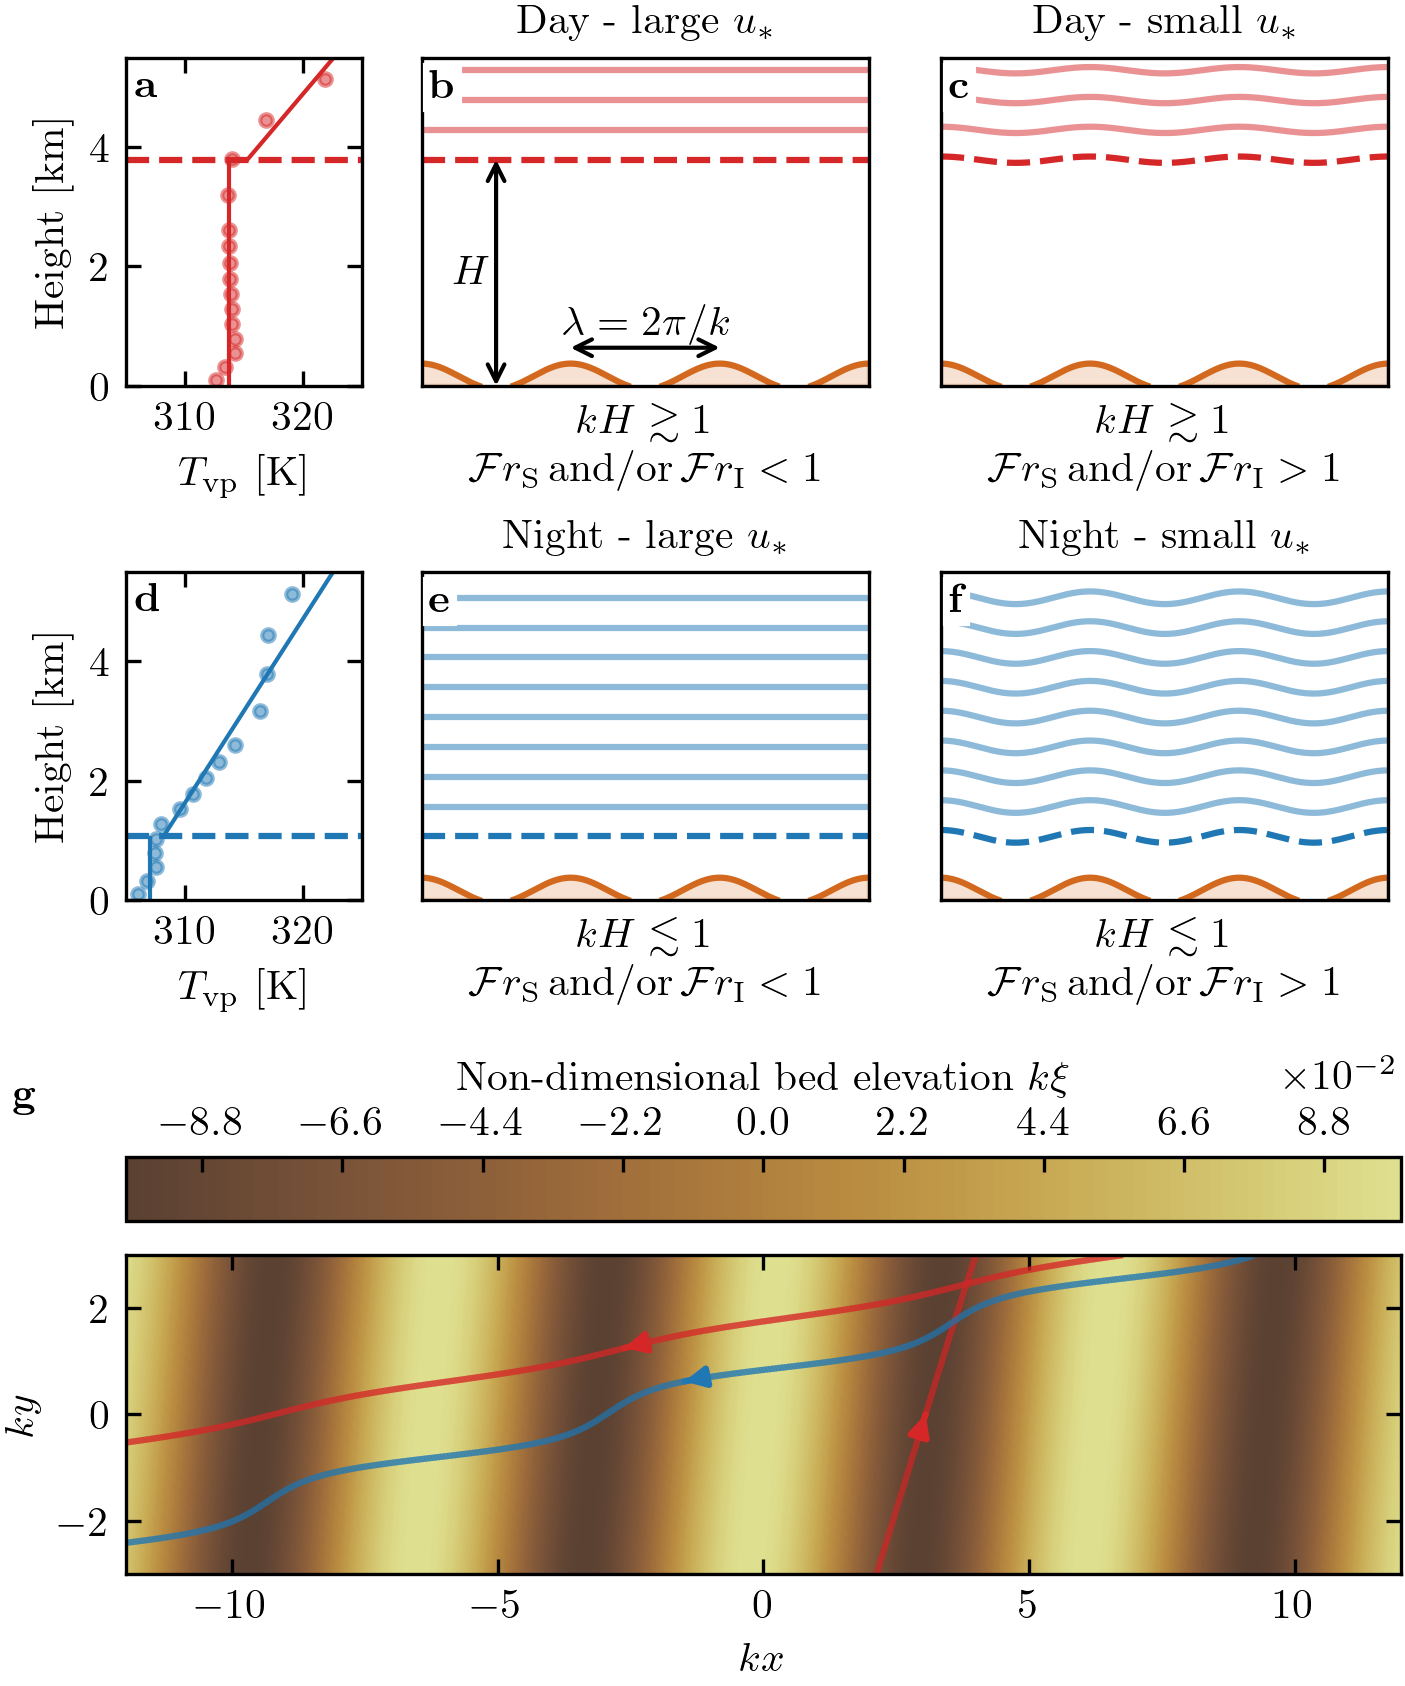 Day - large u∗
Day - small u∗
a
b
c
Height [km]
4
2
0
310 320
T_vp [K]
H
λ = 2π/k
kH ≳ 1
ℱr_S and/or ℱr_I < 1
kH ≳ 1
ℱr_S and/or ℱr_I > 1
Night - large u∗
Night - small u∗
d
e
f
Height [km]
4
2
0
310 320
T_vp [K]
kH ≲ 1
ℱr_S and/or ℱr_I < 1
kH ≲ 1
ℱr_S and/or ℱr_I > 1
g
Non-dimensional bed elevation kξ
×10⁻²
−8.8 −6.6 −4.4 −2.2 0.0 2.2 4.4 6.6 8.8
ky
2
0
−2
−10 −5 0 5 10
kx